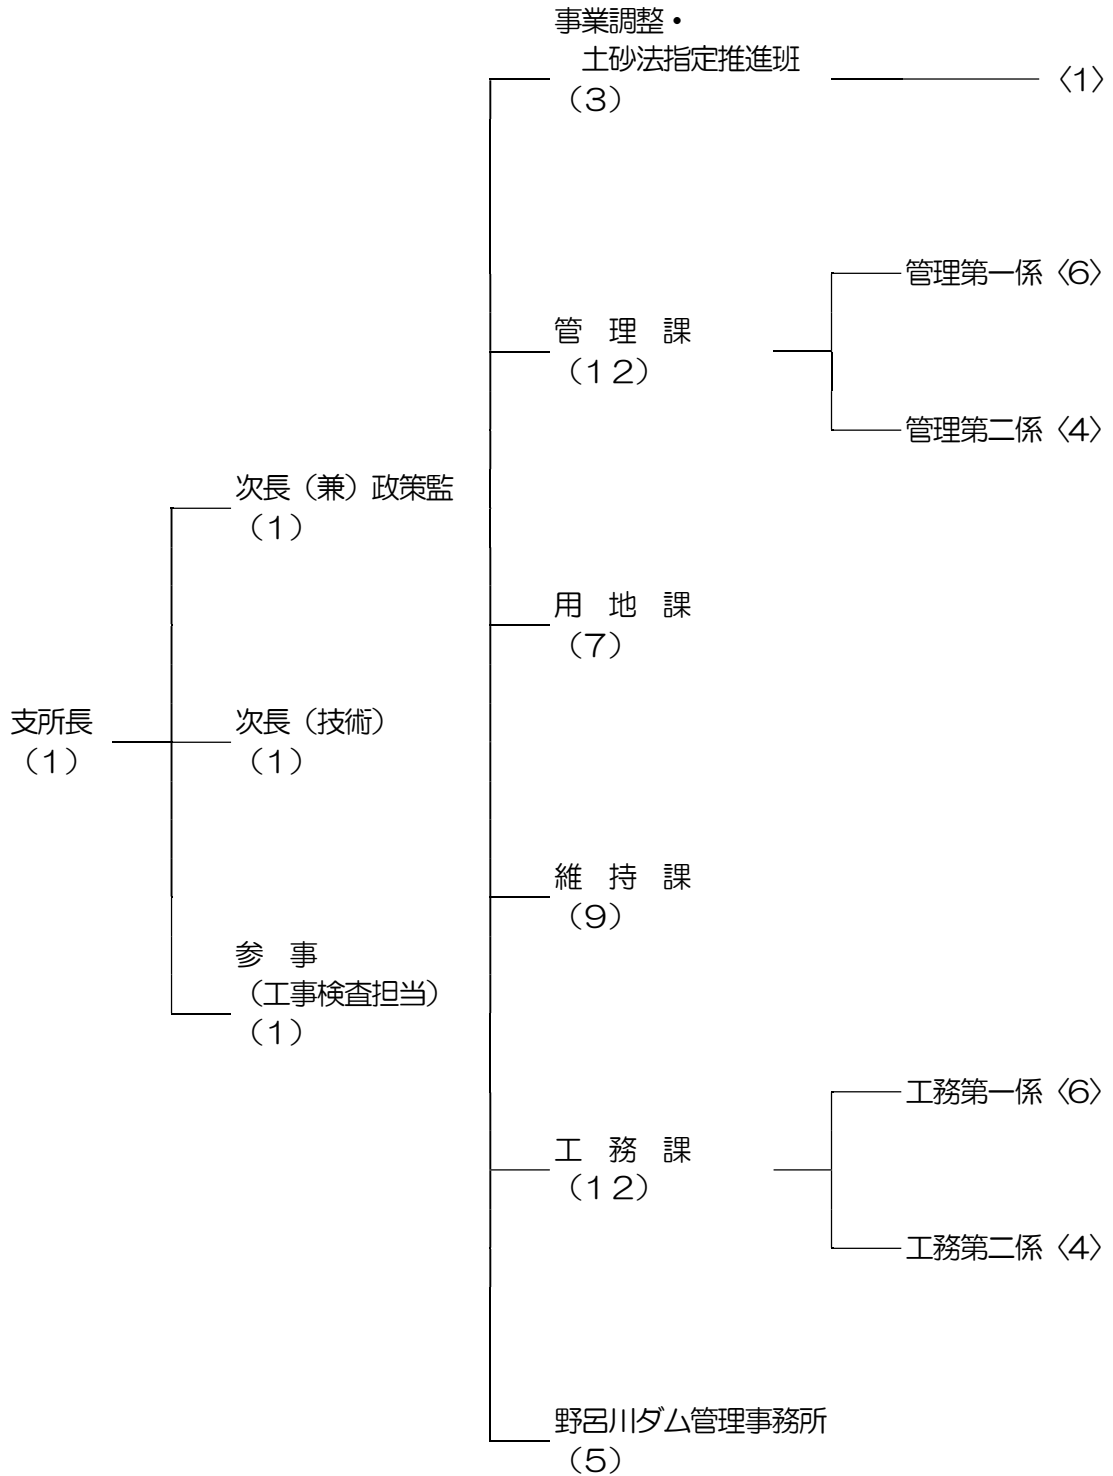 支所長
（1）
次長（兼）政策監
（1）
次長（技術）
（1）
参　事
（工事検査担当）
（1）
事業調整・
土砂法指定推進班
（3）
〈1〉
管　理　課
（１２）
管理第一係〈6〉
管理第二係〈4〉
用　地　課
（7）
維　持　課
（9）
工　務　課
（１２）
工務第一係〈6〉
工務第二係〈4〉
野呂川ダム管理事務所
（5）